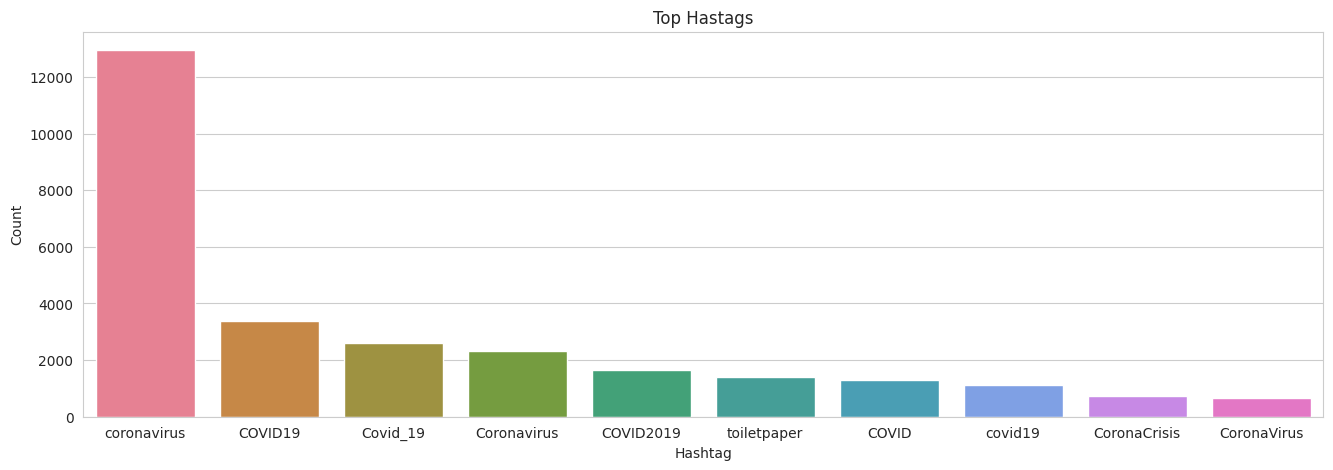 Top Hastags
Count
12000
10000
8000
6000
4000
2000
0
coronavirus COVID19 Covid_19 Coronavirus COVID2019 toiletpaper COVID covid19 CoronaCrisis CoronaVirus
Hashtag